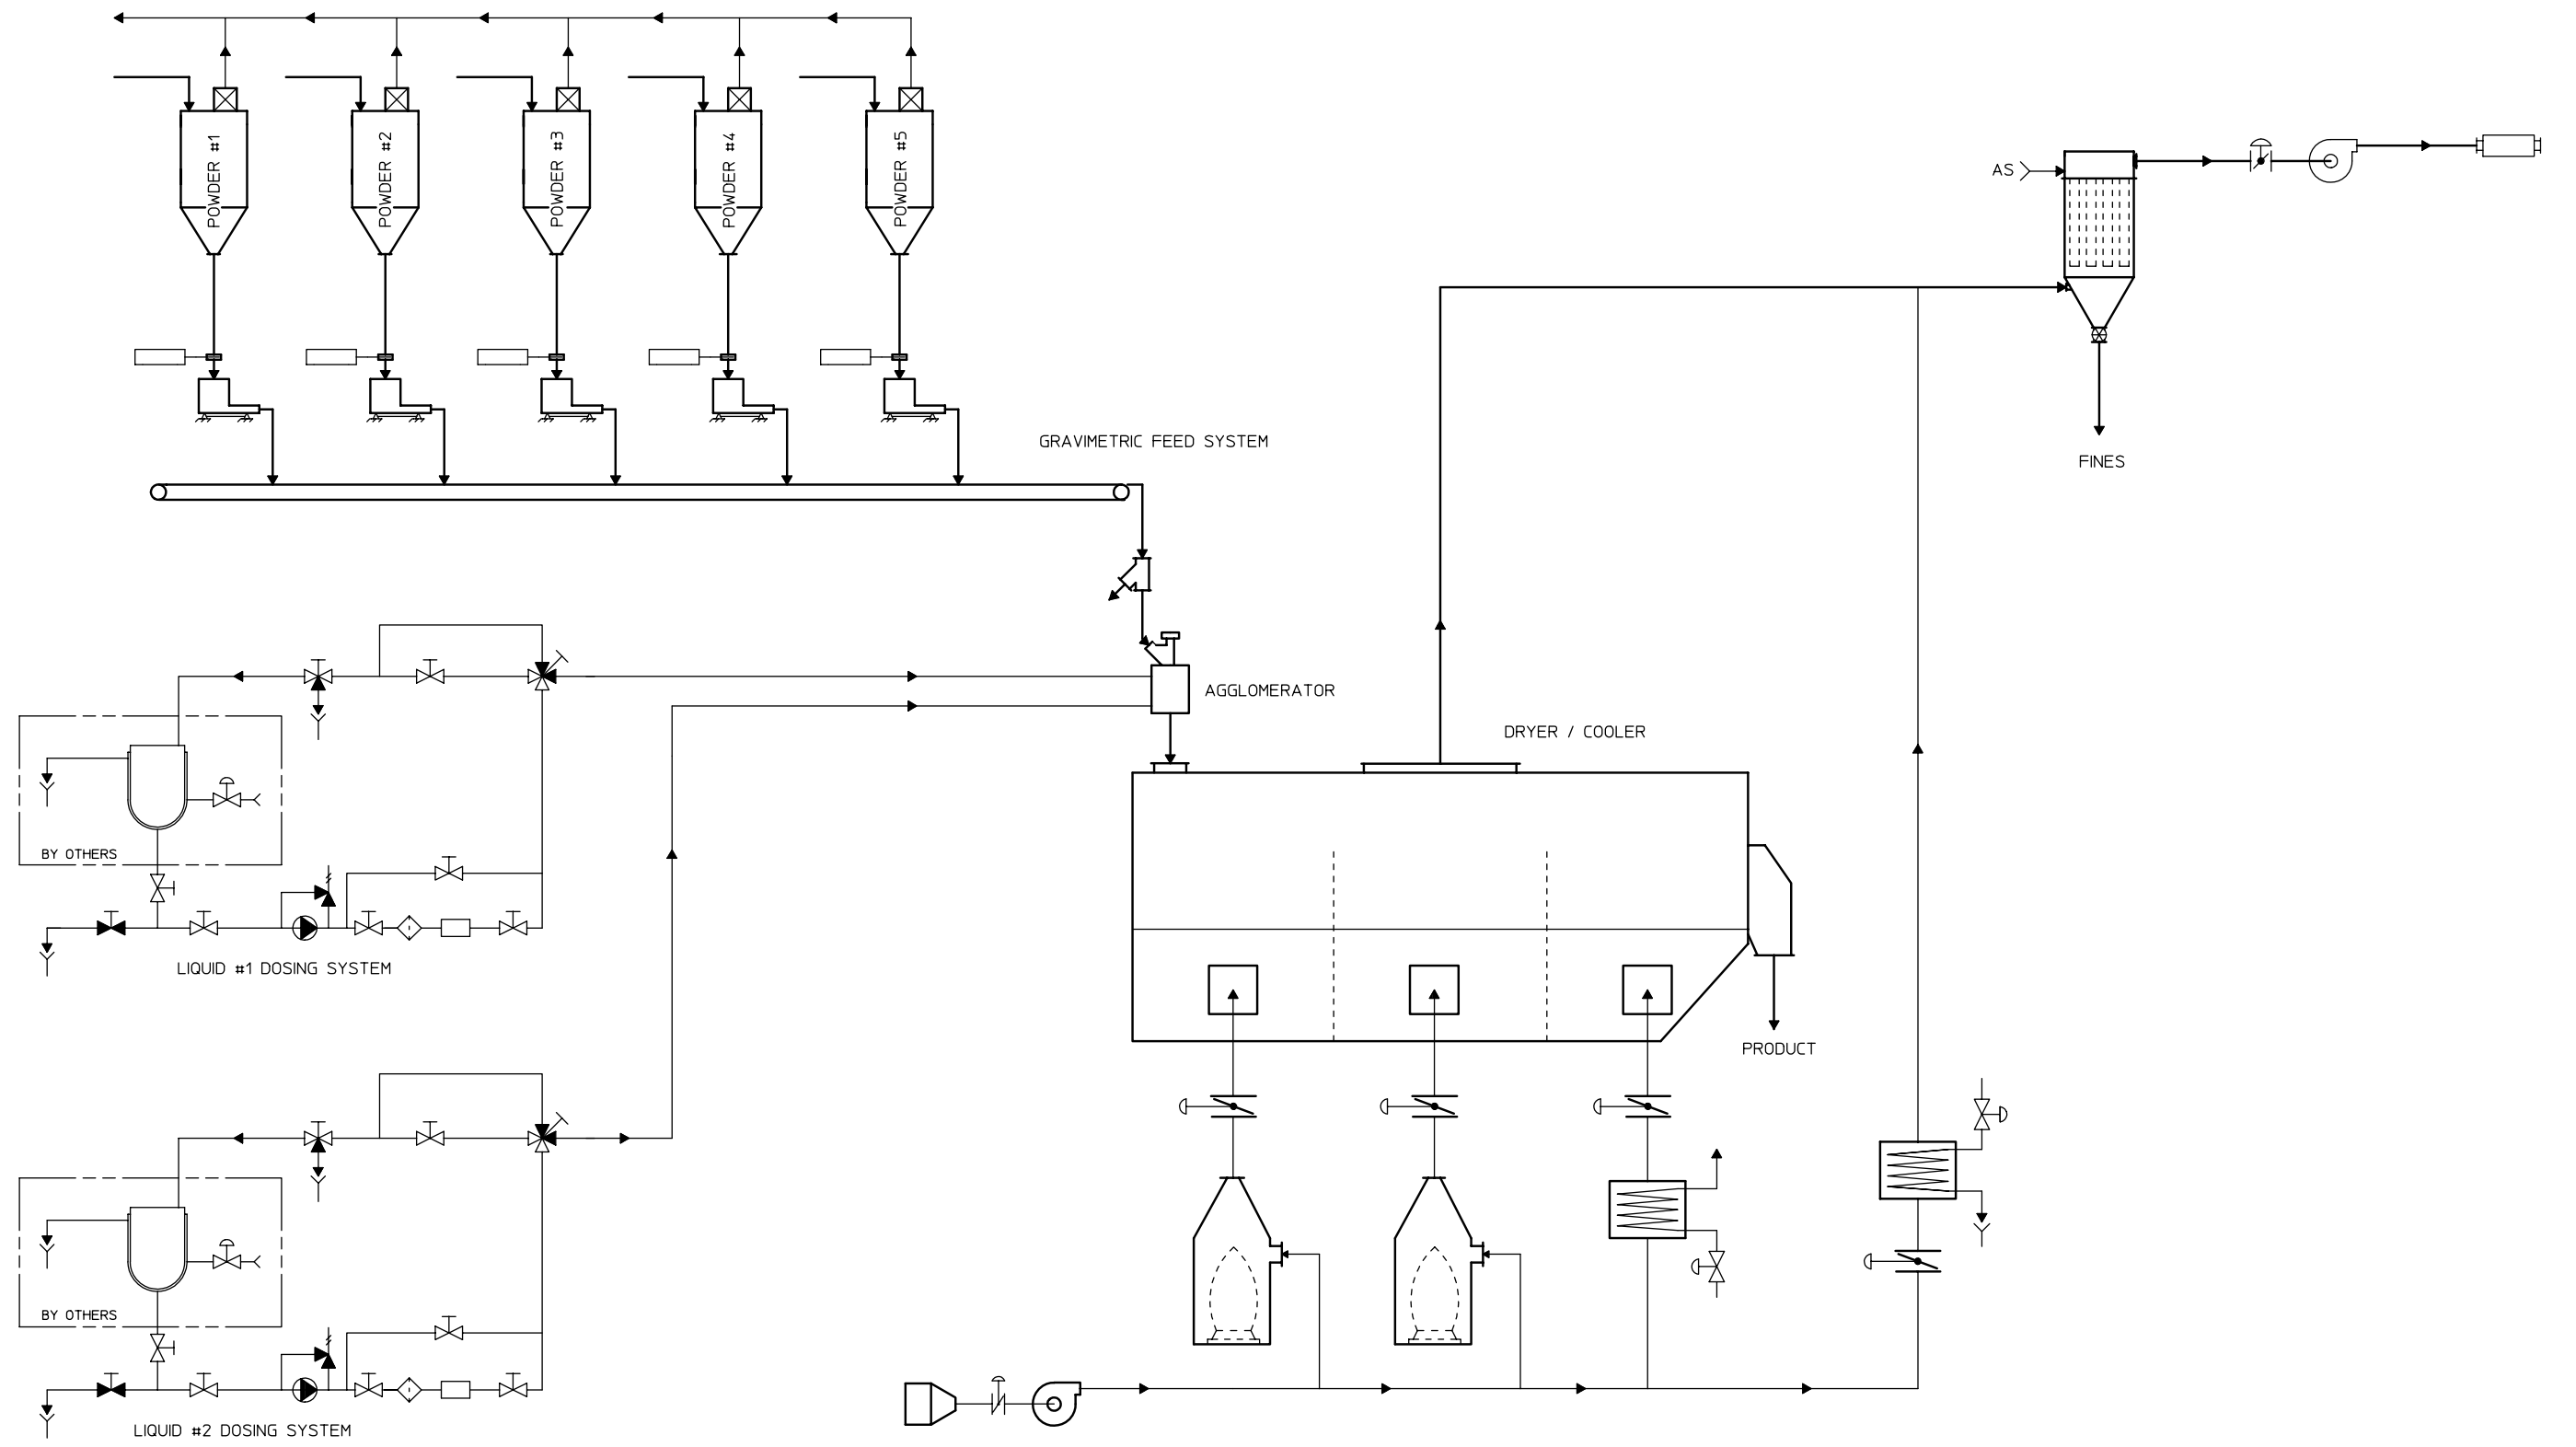 POWDER #1
POWDER #2
POWDER #3
POWDER #4
POWDER #5
AS
GRAVIMETRIC FEED SYSTEM
FINES
AGGLOMERATOR
DRYER / COOLER
BY OTHERS
LIQUID #1 DOSING SYSTEM
PRODUCT
BY OTHERS
LIQUID #2 DOSING SYSTEM